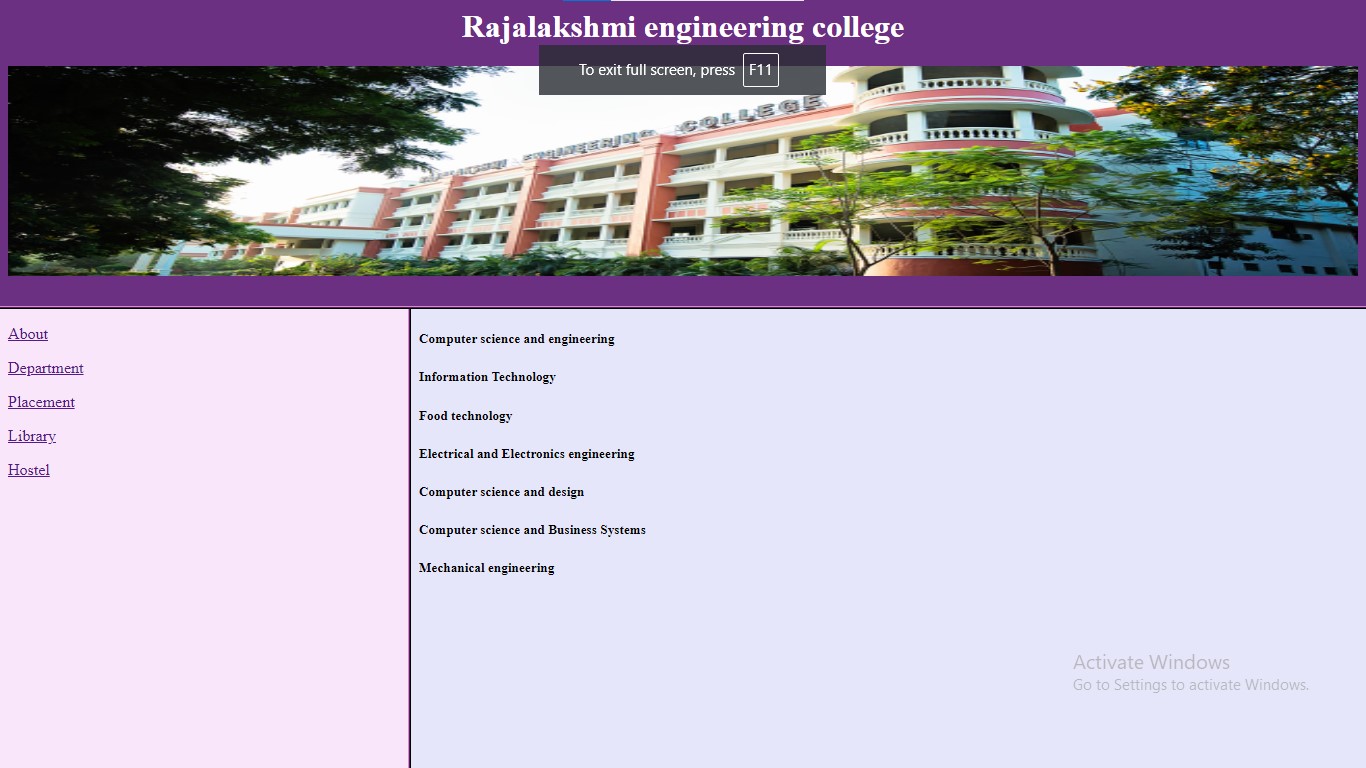 Rajalakshmi engineering college
To exit full screen, press F11
ENGINEERING COLLEGE
About
Department
Placement
Library
Hostel
Computer science and engineering
Information Technology
Food technology
Electrical and Electronics engineering
Computer science and design
Computer science and Business Systems
Mechanical engineering
Activate Windows
Go to Settings to activate Windows.